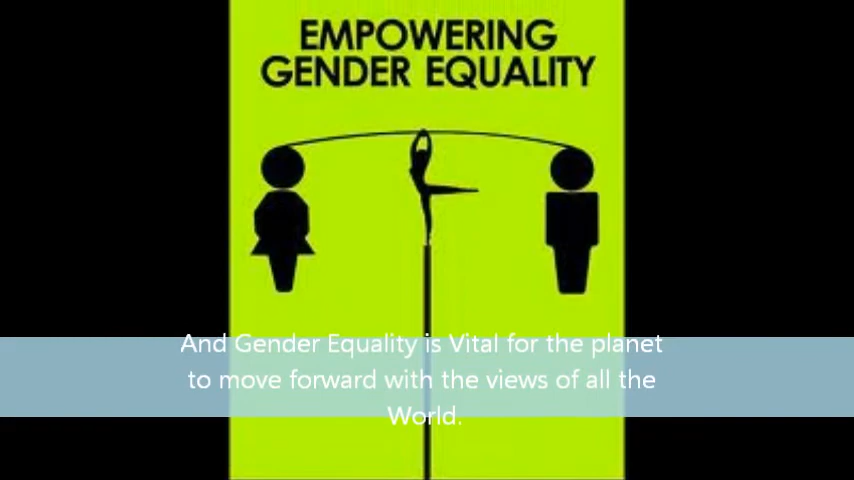 EMPOWERING
GENDER EQUALITY
And Gender Equality is Vital for the planet
to move forward with the views of all the
World.